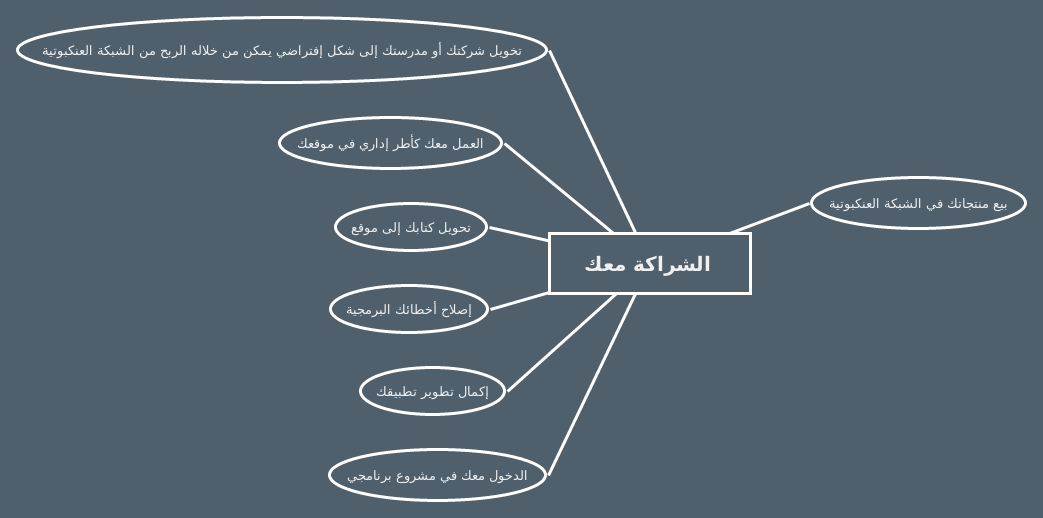 تخويل شركتك أو مدرستك إلى شكل إفتراضي يمكن من خلاله الربح من الشبكة العنكبوتية
العمل معك كأطر إداري في موقعك
بيع منتجاتك في الشبكة العنكبوتية
تحويل كتابك إلى موقع
الشراكة معك
إصلاح أخطائك البرمجية
إكمال تطوير تطبيقك
الدخول معك في مشروع برنامجي